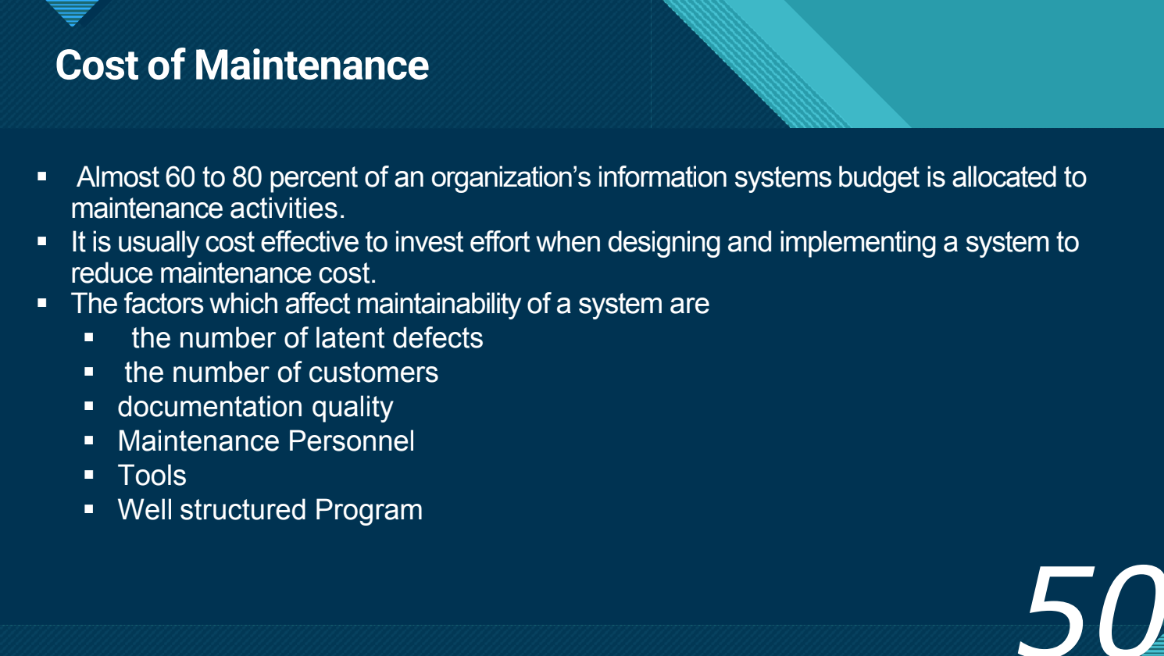 Cost of Maintenance
▪ Almost 60 to 80 percent of an organization’s information systems budget is allocated to
maintenance activities.
▪ It is usually cost effective to invest effort when designing and implementing a system to
reduce maintenance cost.
▪ The factors which affect maintainability of a system are
▪ the number of latent defects
▪ the number of customers
▪ documentation quality
▪ Maintenance Personnel
▪ Tools
▪ Well structured Program
50